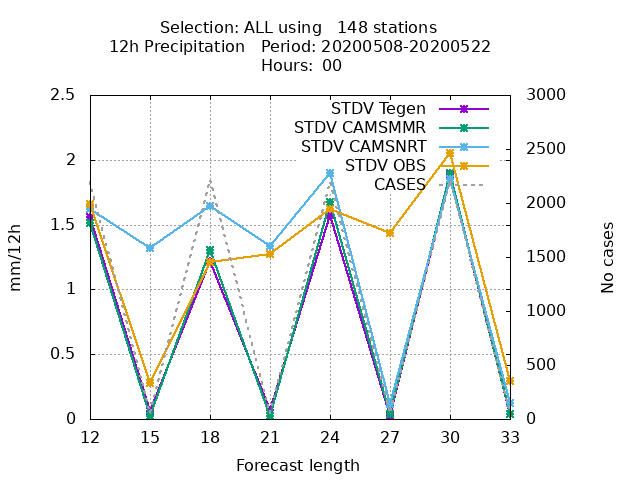 Selection: ALL using   148 stations
12h Precipitation   Period: 20200508-20200522
Hours:  00
2.5
2
1.5
1
0.5
0
mm/12h
3000
2500
2000
1500
1000
500
0
No cases
STDV Tegen
STDV CAMSMMR
STDV CAMSNRT
STDV OBS
CASES
12 15 18 21 24 27 30 33
Forecast length